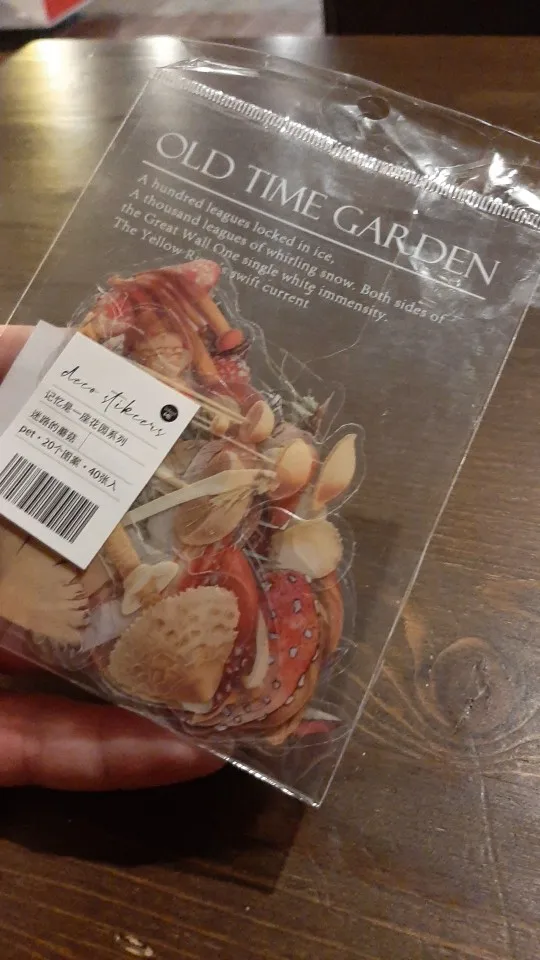 OLD TIME GARDEN
A hundred leagues locked in ice,
A thousand leagues of whirling snow. Both sides of
the Great Wall One single white immensity.
The Yellow swift current
deco stikcers
记忆是一座花园系列
迷路的蘑菇
pet·20个图案·40张入